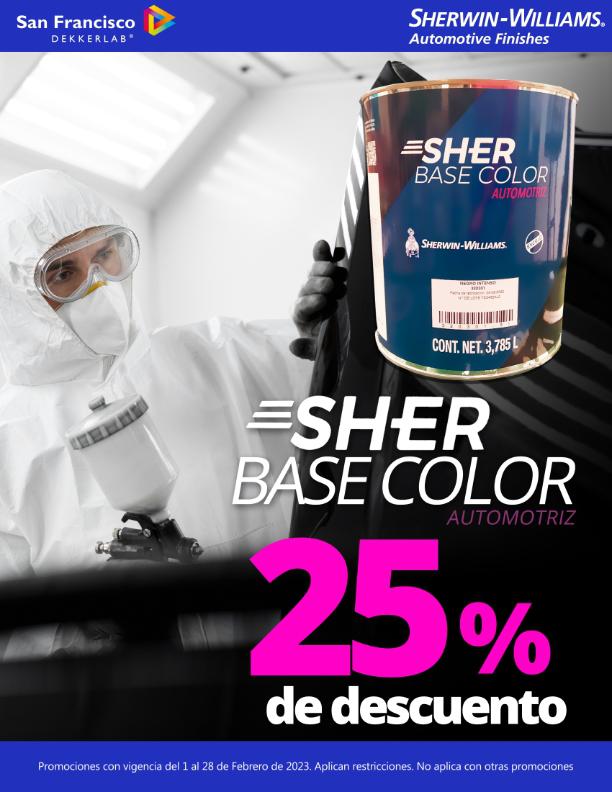 San Francisco
DEKKERLAB®
SHERWIN-WILLIAMS®
Automotive Finishes
SHER
BASE COLOR
AUTOMOTRIZ
SHERWIN-WILLIAMS.
NEGRO INTENSO
CONT. NET. 3,785 L
SHER
BASE COLOR
AUTOMOTRIZ
25%
de descuento
Promociones con vigencia del 1 al 28 de Febrero de 2023. Aplican restricciones. No aplica con otras promociones